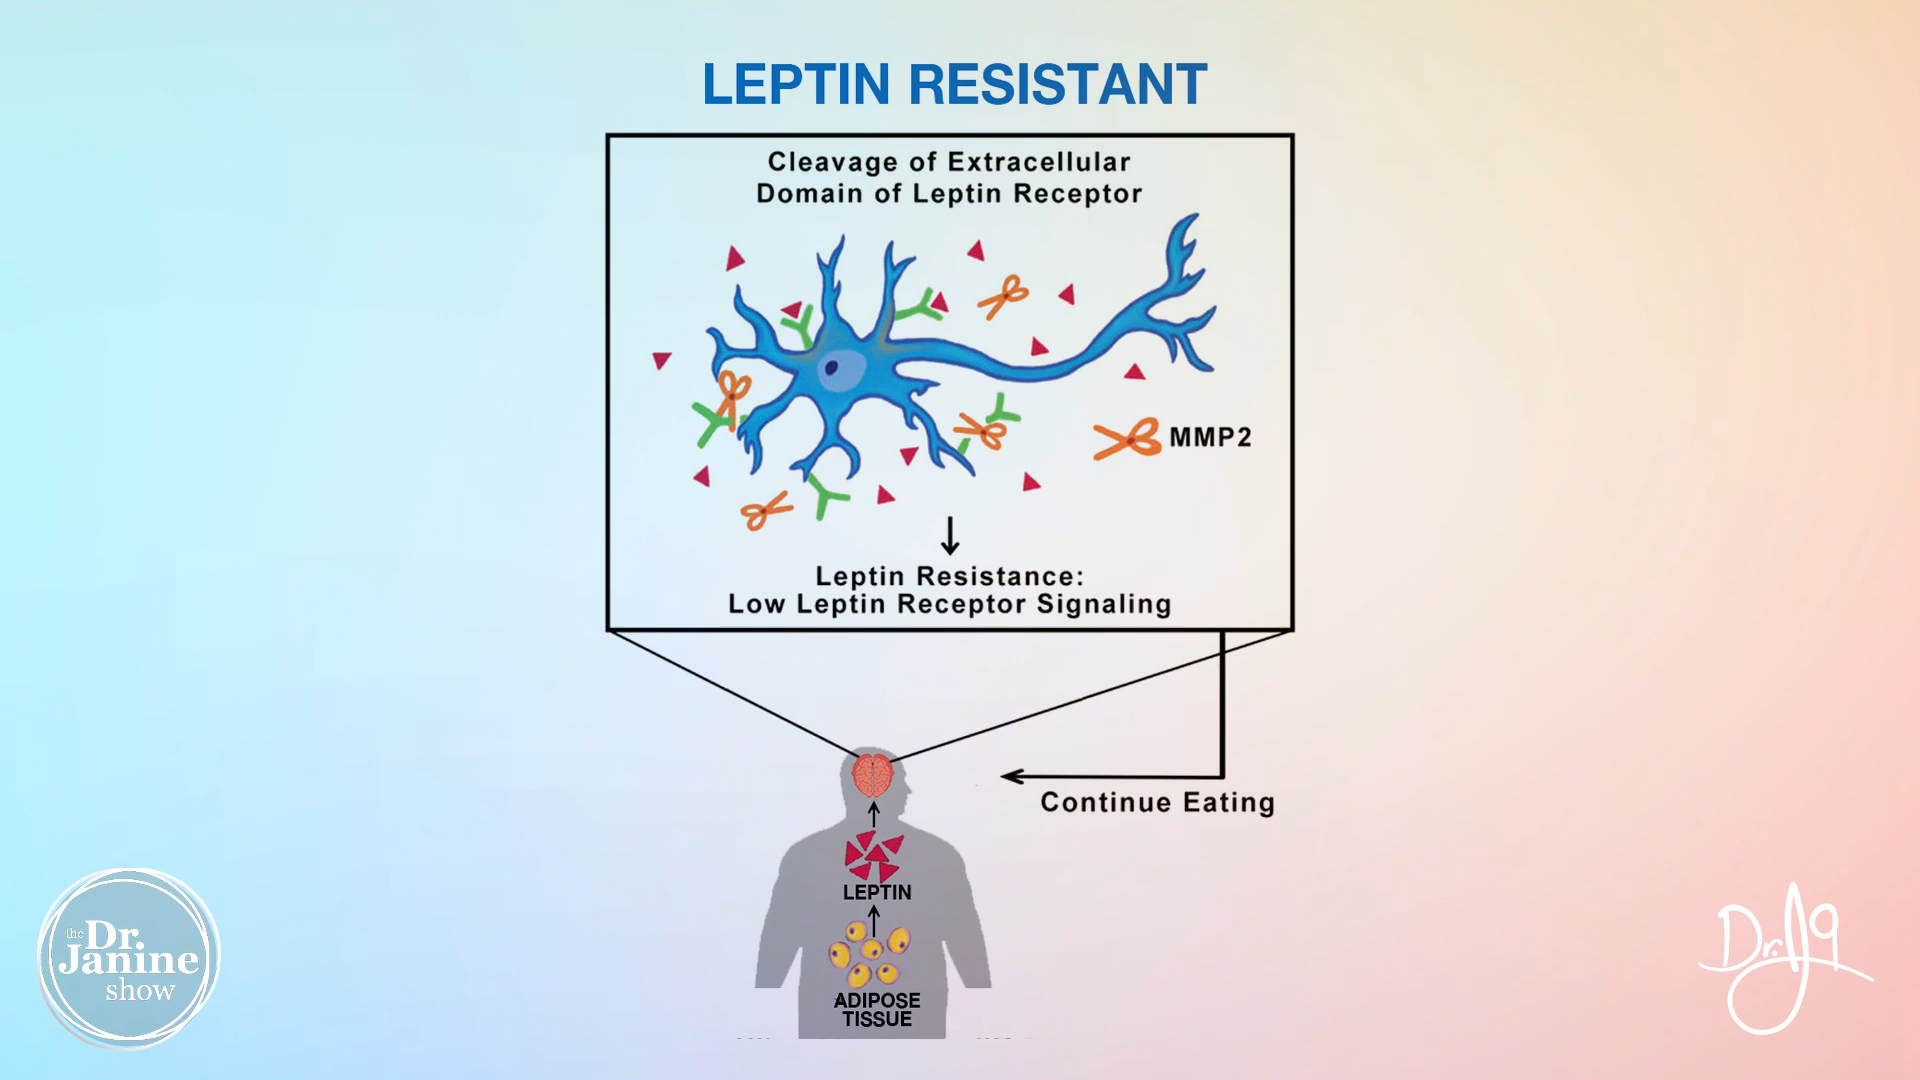 LEPTIN RESISTANT
Cleavage of Extracellular
Domain of Leptin Receptor
MMP2
Leptin Resistance:
Low Leptin Receptor Signaling
Continue Eating
LEPTIN
ADIPOSE
TISSUE
the Dr.
Janine
show
Dr.